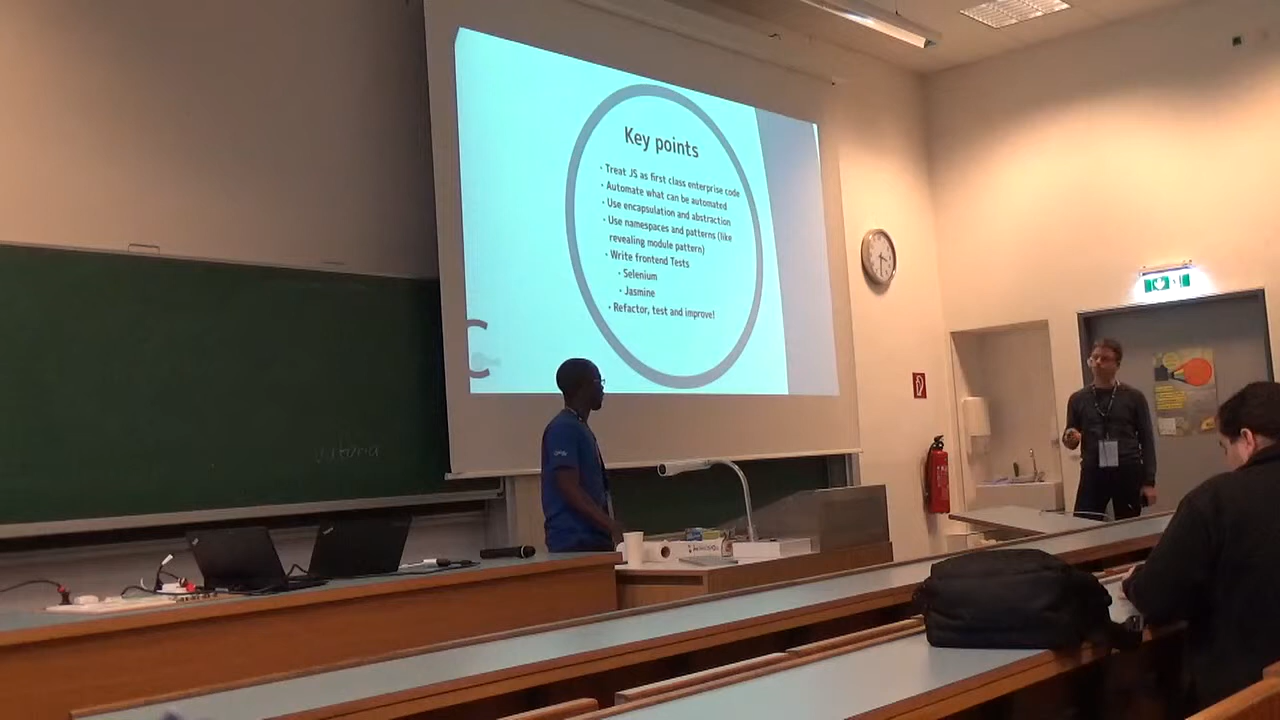 Key points
· Treat JS as first class enterprise code
· Automate what can be automated
· Use encapsulation and abstraction
· Use namespaces and patterns (like
revealing module pattern)
· Write frontend Tests
· Selenium
· Jasmine
· Refactor, test and improve!
C